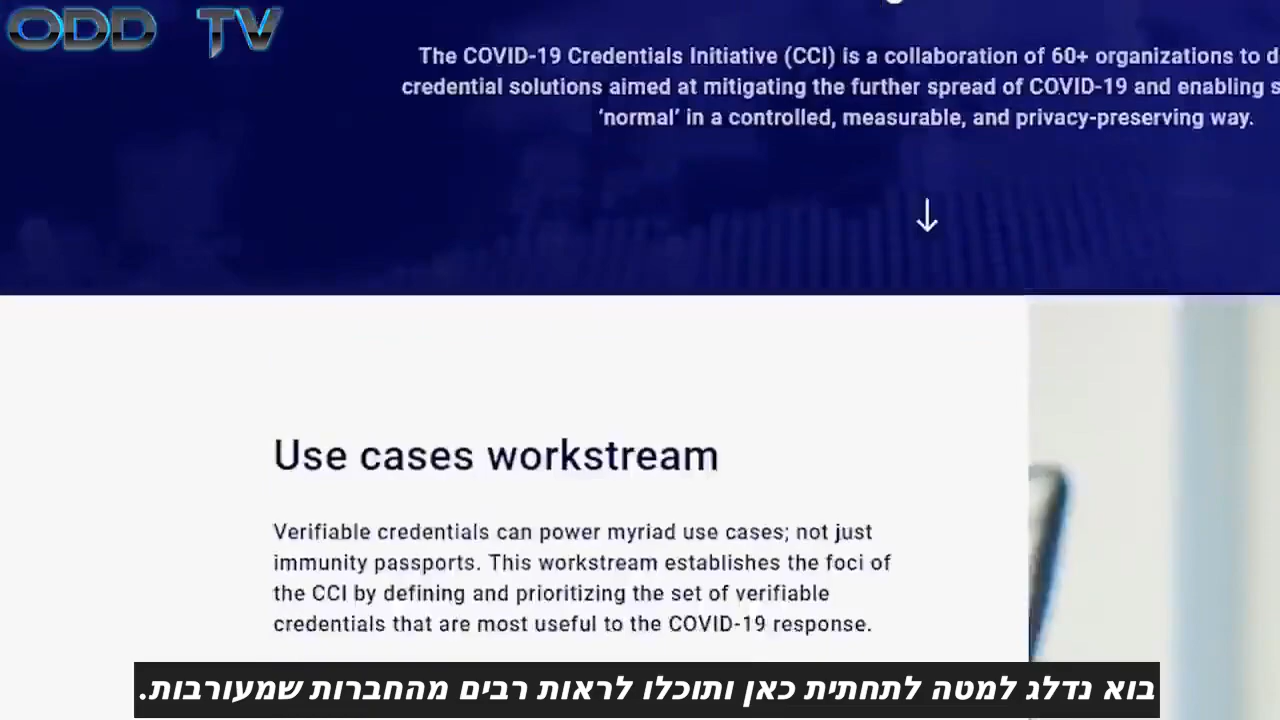 ODD TV
The COVID-19 Credentials Initiative (CCI) is a collaboration of 60+ organizations to
credential solutions aimed at mitigating the further spread of COVID-19 and enabling
‘normal’ in a controlled, measurable, and privacy-preserving way.
Use cases workstream
Verifiable credentials can power myriad use cases; not just
immunity passports. This workstream establishes the foci of
the CCI by defining and prioritizing the set of verifiable
credentials that are most useful to the COVID-19 response.
בוא נדלג למטה לתחתית כאן ותוכלו לראות רבים מהחברות שמעורבות.